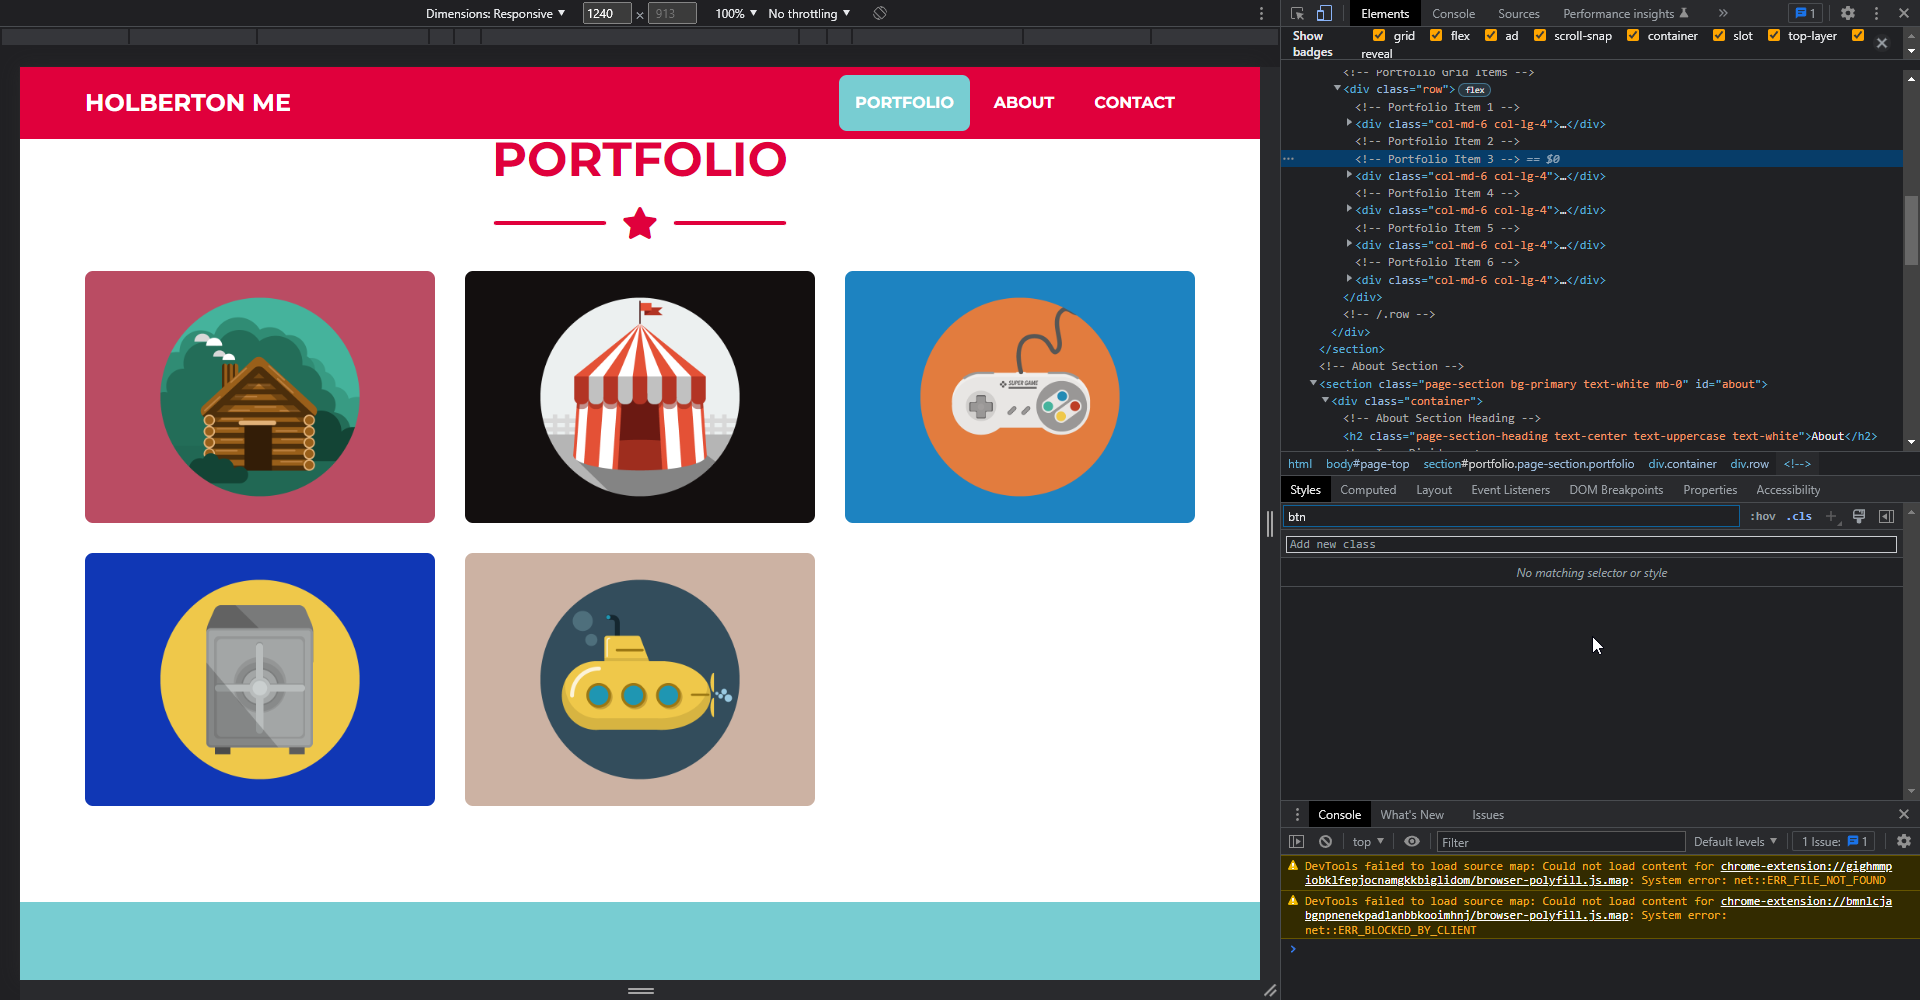 Dimensions: Responsive ▼ 1240 × 913 100% ▼ No throttling ▼
HOLBERTON ME
PORTFOLIO ABOUT CONTACT
PORTFOLIO
SUPER GAME
Elements Console Sources Performance insights » 1
Show badges grid flex ad scroll-snap container slot top-layer
reveal
<!-- Portfolio Grid Items -->
<div class="row"> flex
<!-- Portfolio Item 1 -->
<div class="col-md-6 col-lg-4">…</div>
<!-- Portfolio Item 2 -->
<!-- Portfolio Item 3 --> == $0
<div class="col-md-6 col-lg-4">…</div>
<!-- Portfolio Item 4 -->
<div class="col-md-6 col-lg-4">…</div>
<!-- Portfolio Item 5 -->
<div class="col-md-6 col-lg-4">…</div>
<!-- Portfolio Item 6 -->
<div class="col-md-6 col-lg-4">…</div>
</div>
<!-- /.row -->
</div>
</section>
<!-- About Section -->
<section class="page-section bg-primary text-white mb-0" id="about">
<div class="container">
<!-- About Section Heading -->
<h2 class="page-section-heading text-center text-uppercase text-white">About</h2>
html body#page-top section#portfolio.page-section.portfolio div.container div.row <!-->
Styles Computed Layout Event Listeners DOM Breakpoints Properties Accessibility
btn :hov .cls +
Add new class
No matching selector or style
Console What's New Issues
top ▼ Filter Default levels ▼ 1 Issue: 1
DevTools failed to load source map: Could not load content for chrome-extension://gighmmp
iobklfepjocnamgkkbiglidom/browser-polyfill.js.map: System error: net::ERR_FILE_NOT_FOUND
DevTools failed to load source map: Could not load content for chrome-extension://bmnlcja
bgnpnenekpadlanbbkooimhnj/browser-polyfill.js.map: System error:
net::ERR_BLOCKED_BY_CLIENT
>